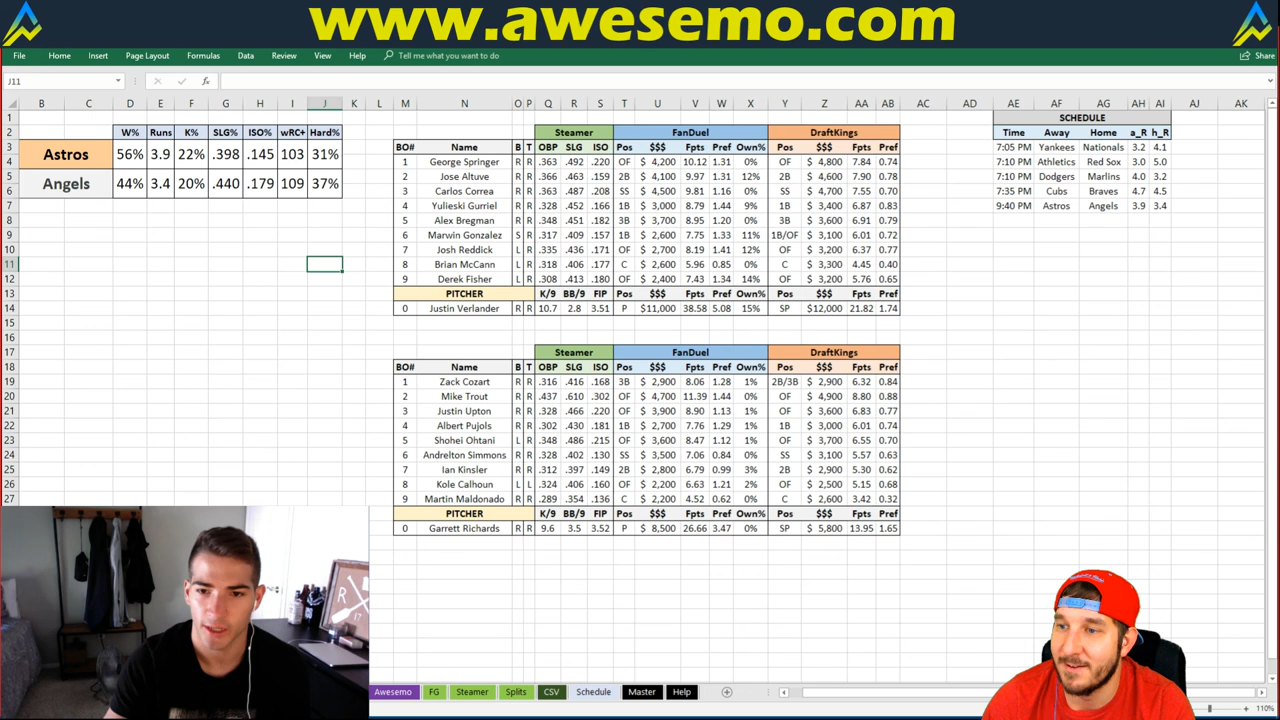 www.awesemo.com
File Home Insert Page Layout Formulas Data Review View Help Tell me what you want to do Share
J11 fx
B C D E F G H I J K L M N O P Q R S T U V W X Y Z AA AB AC AD AE AF AG AH AI AJ AK
1 SCHEDULE
2 W% Runs K% SLG% ISO% wRC+ Hard% Steamer FanDuel DraftKings Time Away Home a_R h_R
3 Astros 56% 3.9 22% .398 .145 103 31% BO# Name B T OBP SLG ISO Pos $$$ Fpts Pref Own% Pos $$$ Fpts Pref 7:05 PM Yankees Nationals 3.2 4.1
4 1 George Springer R R .363 .492 .220 OF $ 4,200 10.12 1.31 0% OF $ 4,800 7.84 0.74 7:10 PM Athletics Red Sox 3.0 5.0
5 Angels 44% 3.4 20% .440 .179 109 37% 2 Jose Altuve R R .366 .463 .159 2B $ 4,100 9.97 1.31 12% 2B $ 4,600 7.90 0.78 7:10 PM Dodgers Marlins 4.0 3.2
6 3 Carlos Correa R R .363 .487 .208 SS $ 4,500 9.81 1.16 0% SS $ 4,700 7.55 0.70 7:35 PM Cubs Braves 4.7 4.5
7 4 Yulieski Gurriel R R .328 .452 .166 1B $ 3,000 8.79 1.44 9% 1B $ 3,400 6.87 0.83 9:40 PM Astros Angels 3.9 3.4
8 5 Alex Bregman R R .348 .451 .182 3B $ 3,700 8.95 1.20 0% 3B $ 3,600 6.91 0.79
9 6 Marwin Gonzalez S R .317 .409 .157 1B $ 2,600 7.75 1.33 11% 1B/OF $ 3,100 6.01 0.72
10 7 Josh Reddick L R .335 .436 .171 OF $ 2,700 8.19 1.41 12% OF $ 3,200 6.37 0.77
11 8 Brian McCann L R .318 .406 .177 C $ 2,600 5.96 0.85 0% C $ 3,300 4.45 0.40
12 9 Derek Fisher L R .308 .413 .180 OF $ 2,400 7.43 1.34 14% OF $ 3,200 5.76 0.65
13 PITCHER K/9 BB/9 FIP Pos $$$ Fpts Pref Own% Pos $$$ Fpts Pref
14 0 Justin Verlander R R 10.7 2.8 3.51 P $11,000 38.58 5.08 15% SP $12,000 21.82 1.74
15
16
17 Steamer FanDuel DraftKings
18 BO# Name B T OBP SLG ISO Pos $$$ Fpts Pref Own% Pos $$$ Fpts Pref
19 1 Zack Cozart R R .316 .416 .168 3B $ 2,900 8.06 1.28 1% 2B/3B $ 2,900 6.32 0.84
20 2 Mike Trout R R .437 .610 .302 OF $ 4,700 11.39 1.44 0% OF $ 4,900 8.80 0.88
21 3 Justin Upton R R .328 .466 .220 OF $ 3,900 8.90 1.13 1% OF $ 3,600 6.83 0.77
22 4 Albert Pujols R R .302 .430 .181 1B $ 2,700 7.76 1.29 1% 1B $ 3,000 6.01 0.74
23 5 Shohei Ohtani L R .348 .486 .215 OF $ 3,600 8.47 1.12 1% OF $ 3,700 6.55 0.70
24 6 Andrelton Simmons R R .328 .402 .130 SS $ 3,500 7.06 0.84 0% SS $ 3,100 5.57 0.63
25 7 Ian Kinsler R R .312 .397 .149 2B $ 2,800 6.79 0.99 3% 2B $ 2,900 5.30 0.62
26 8 Kole Calhoun L L .324 .406 .160 OF $ 2,200 6.63 1.21 2% OF $ 2,500 5.15 0.68
27 9 Martin Maldonado R R .289 .354 .136 C $ 2,200 4.52 0.62 0% C $ 2,600 3.42 0.32
PITCHER K/9 BB/9 FIP Pos $$$ Fpts Pref Own% Pos $$$ Fpts Pref
0 Garrett Richards R R 9.6 3.5 3.52 P $ 8,500 26.66 3.47 0% SP $ 5,800 13.95 1.65
R
Awesemo FG Steamer Splits CSV Schedule Master Help
110%